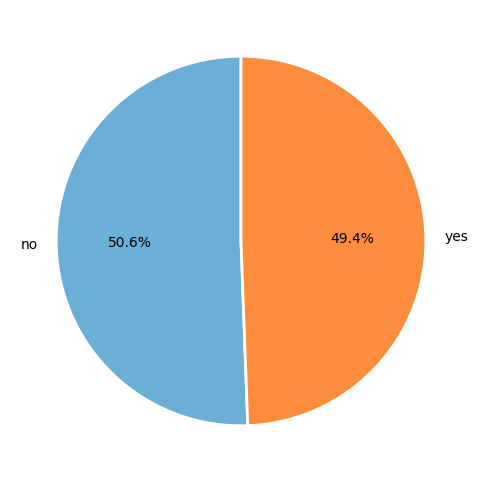 no
50.6%
49.4%
yes